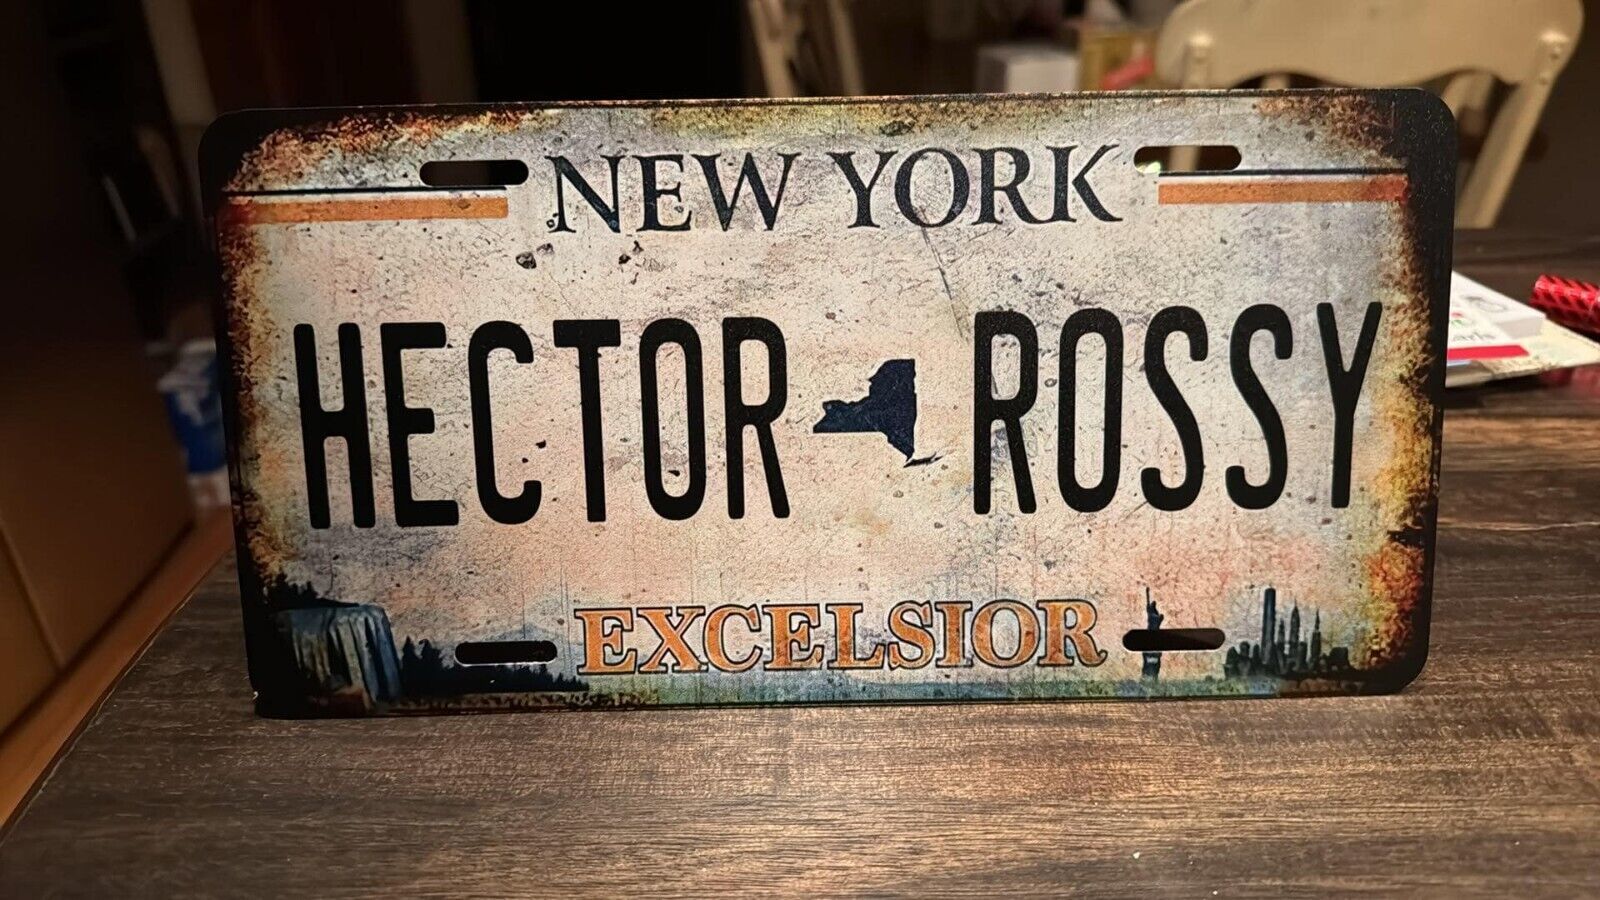 NEW YORK
HECTOR ROSSY
EXCELSIOR